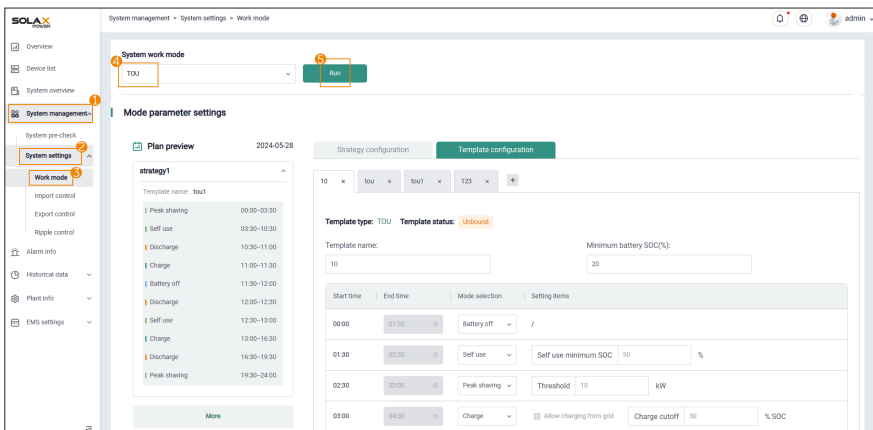 SOLAX
POWER
System management > System settings > Work mode
admin
Overview
Device list
System overview
1
System management
System pre-check
2
System settings
3
Work mode
Import control
Export control
Ripple control
Alarm info
Historical data
Plant info
EMS settings
System work mode
4
TOU
5
Run
Mode parameter settings
Plan preview 2024-05-28
strategy1
Template name: tou1
Peak shaving 00:00–03:30
Self use 03:30–10:30
Discharge 10:30–11:00
Charge 11:00–11:30
Battery off 11:30–12:00
Discharge 12:00–12:30
Self use 12:30–13:00
Charge 13:00–16:30
Discharge 16:30–19:30
Peak shaving 19:30–24:00
More
Strategy configuration Template configuration
10 × tou × tou1 × 123 × +
Template type: TOU Template status: Unbound
Template name: Minimum battery SOC(%):
10 20
Start time End time Mode selection Setting items
00:00 01:30 Battery off /
01:30 02:30 Self use Self use minimum SOC 30 %
02:30 03:00 Peak shaving Threshold 10 kW
03:00 04:30 Charge Allow charging from grid Charge cutoff 50 % SOC